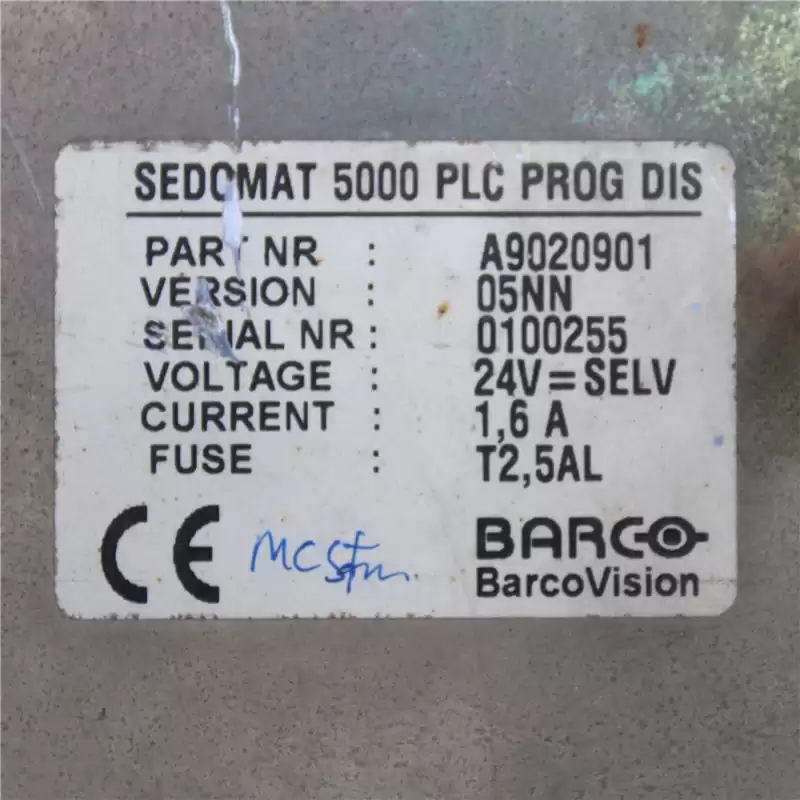 SEDOMAT 5000 PLC PROG DIS
PART NR : A9020901
VERSION : 05NN
SERIAL NR : 0100255
VOLTAGE : 24V = SELV
CURRENT : 1,6 A
FUSE : T2,5AL
CE
BARCO
BarcoVision